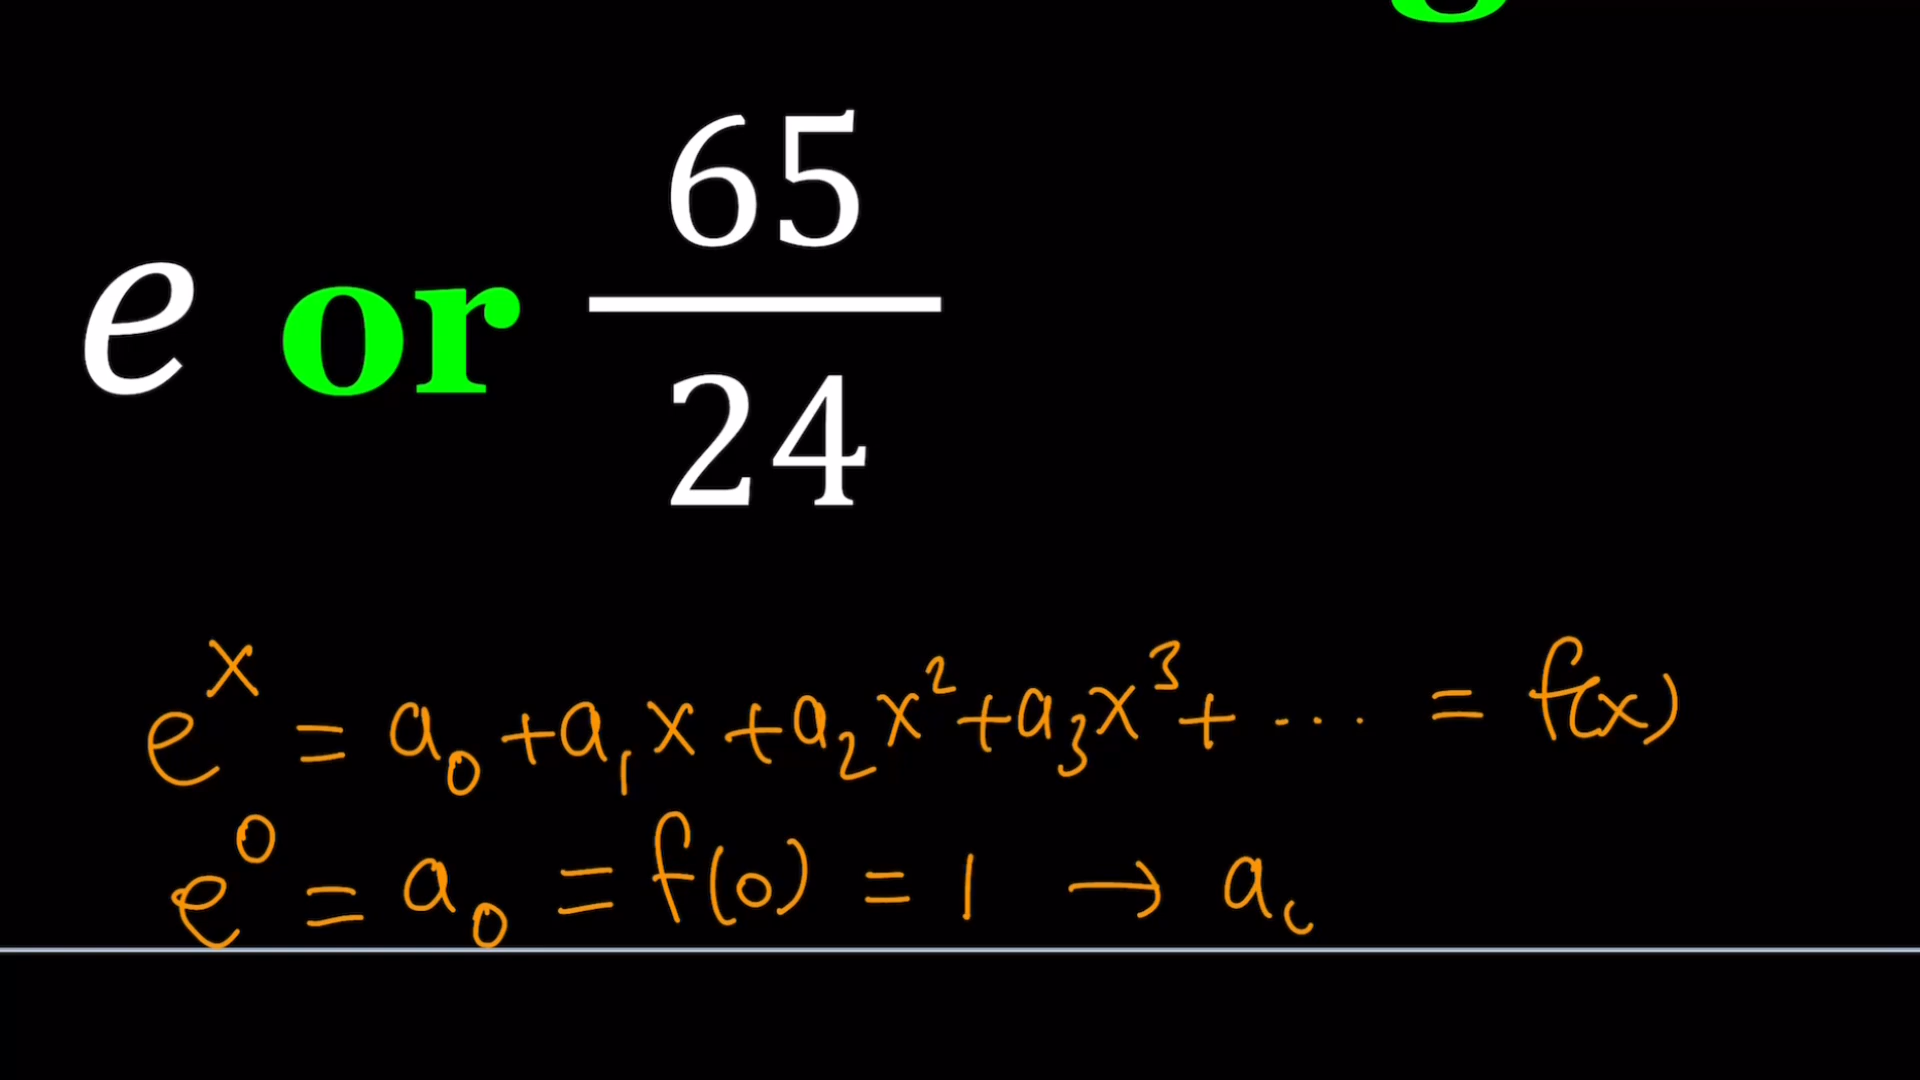 e or 65/24
e^x = a_0 + a_1 x + a_2 x^2 + a_3 x^3 + ... = f(x)
e^0 = a_0 = f(0) = 1 → a